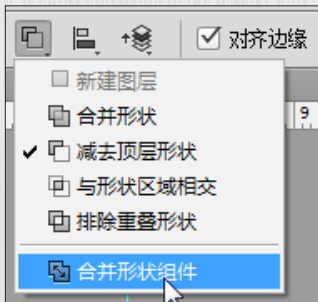 对齐边缘
新建图层
合并形状
9
减去顶层形状
与形状区域相交
排除重叠形状
合并形状组件